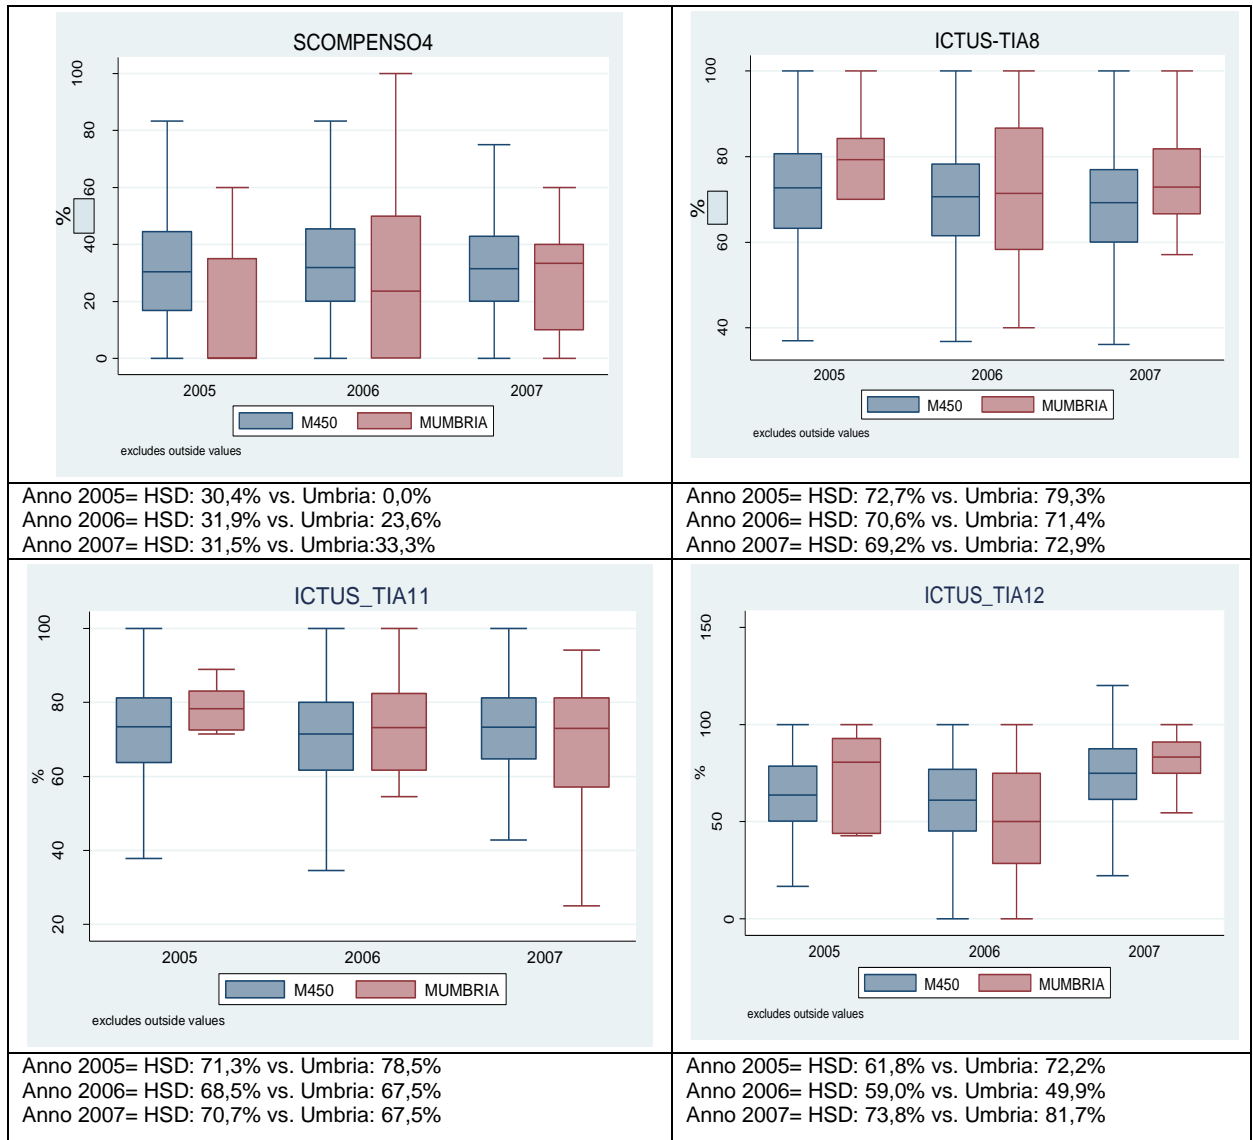 SCOMPENSO4
100
80
60
40
20
0
%
2005
2006
2007
M450
MUMBRIA
excludes outside values
Anno 2005= HSD: 30,4% vs. Umbria: 0,0%
Anno 2006= HSD: 31,9% vs. Umbria: 23,6%
Anno 2007= HSD: 31,5% vs. Umbria:33,3%
ICTUS-TIA8
100
80
60
40
%
2005
2006
2007
M450
MUMBRIA
excludes outside values
Anno 2005= HSD: 72,7% vs. Umbria: 79,3%
Anno 2006= HSD: 70,6% vs. Umbria: 71,4%
Anno 2007= HSD: 69,2% vs. Umbria: 72,9%
ICTUS_TIA11
100
80
60
40
20
%
2005
2006
2007
M450
MUMBRIA
excludes outside values
Anno 2005= HSD: 71,3% vs. Umbria: 78,5%
Anno 2006= HSD: 68,5% vs. Umbria: 67,5%
Anno 2007= HSD: 70,7% vs. Umbria: 67,5%
ICTUS_TIA12
150
100
50
0
%
2005
2006
2007
M450
MUMBRIA
excludes outside values
Anno 2005= HSD: 61,8% vs. Umbria: 72,2%
Anno 2006= HSD: 59,0% vs. Umbria: 49,9%
Anno 2007= HSD: 73,8% vs. Umbria: 81,7%